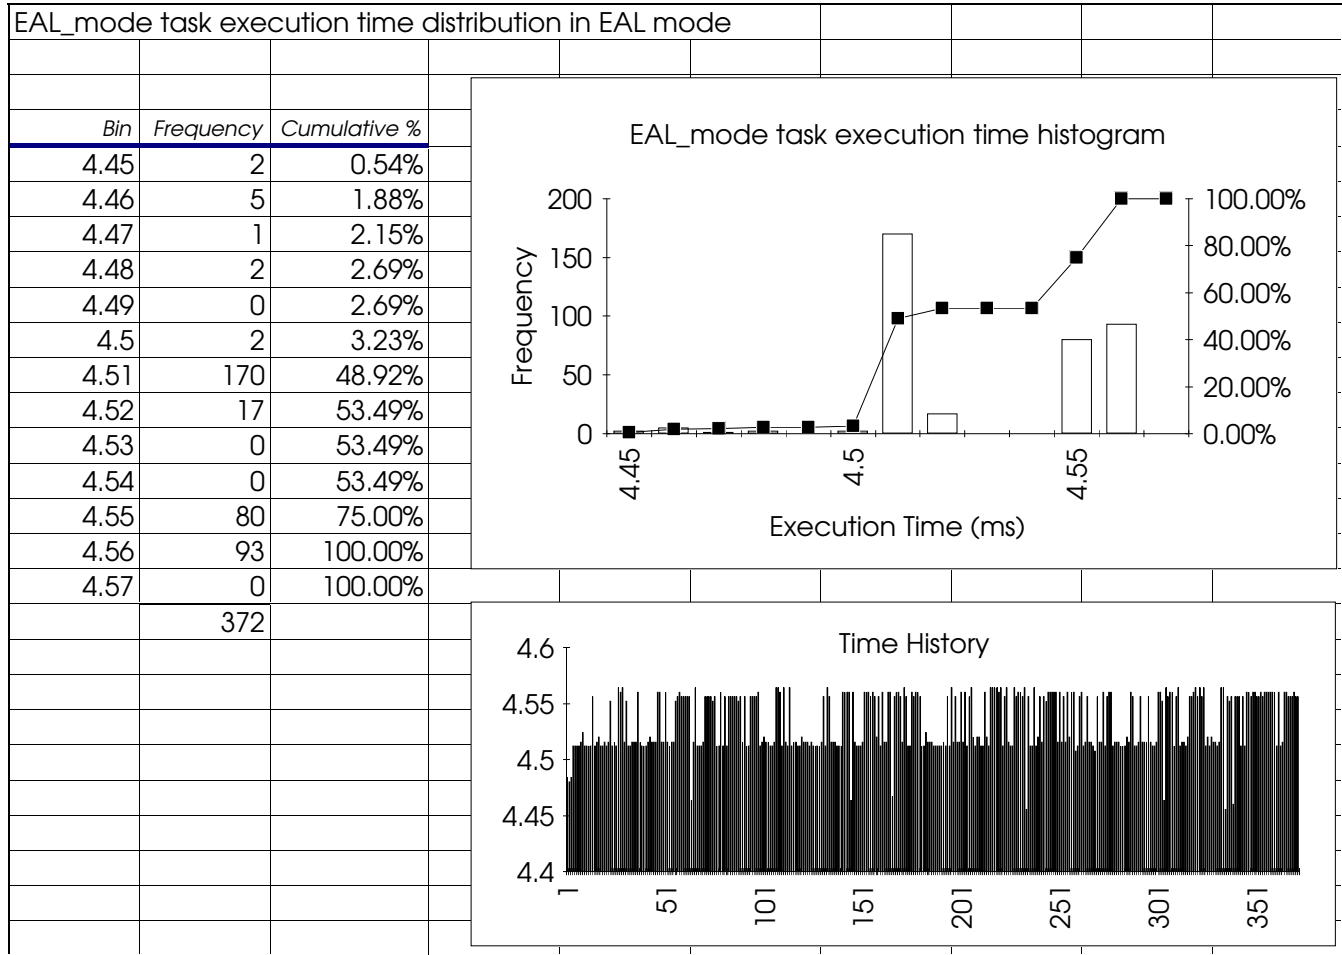 EAL_mode task execution time distribution in EAL mode
Bin Frequency Cumulative %
4.45 2 0.54%
4.46 5 1.88%
4.47 1 2.15%
4.48 2 2.69%
4.49 0 2.69%
4.5 2 3.23%
4.51 170 48.92%
4.52 17 53.49%
4.53 0 53.49%
4.54 0 53.49%
4.55 80 75.00%
4.56 93 100.00%
4.57 0 100.00%
372
EAL_mode task execution time histogram
Frequency
200
150
100
50
0
100.00%
80.00%
60.00%
40.00%
20.00%
0.00%
4.45 4.5 4.55
Execution Time (ms)
Time History
4.6
4.55
4.5
4.45
4.4
1 51 101 151 201 251 301 351